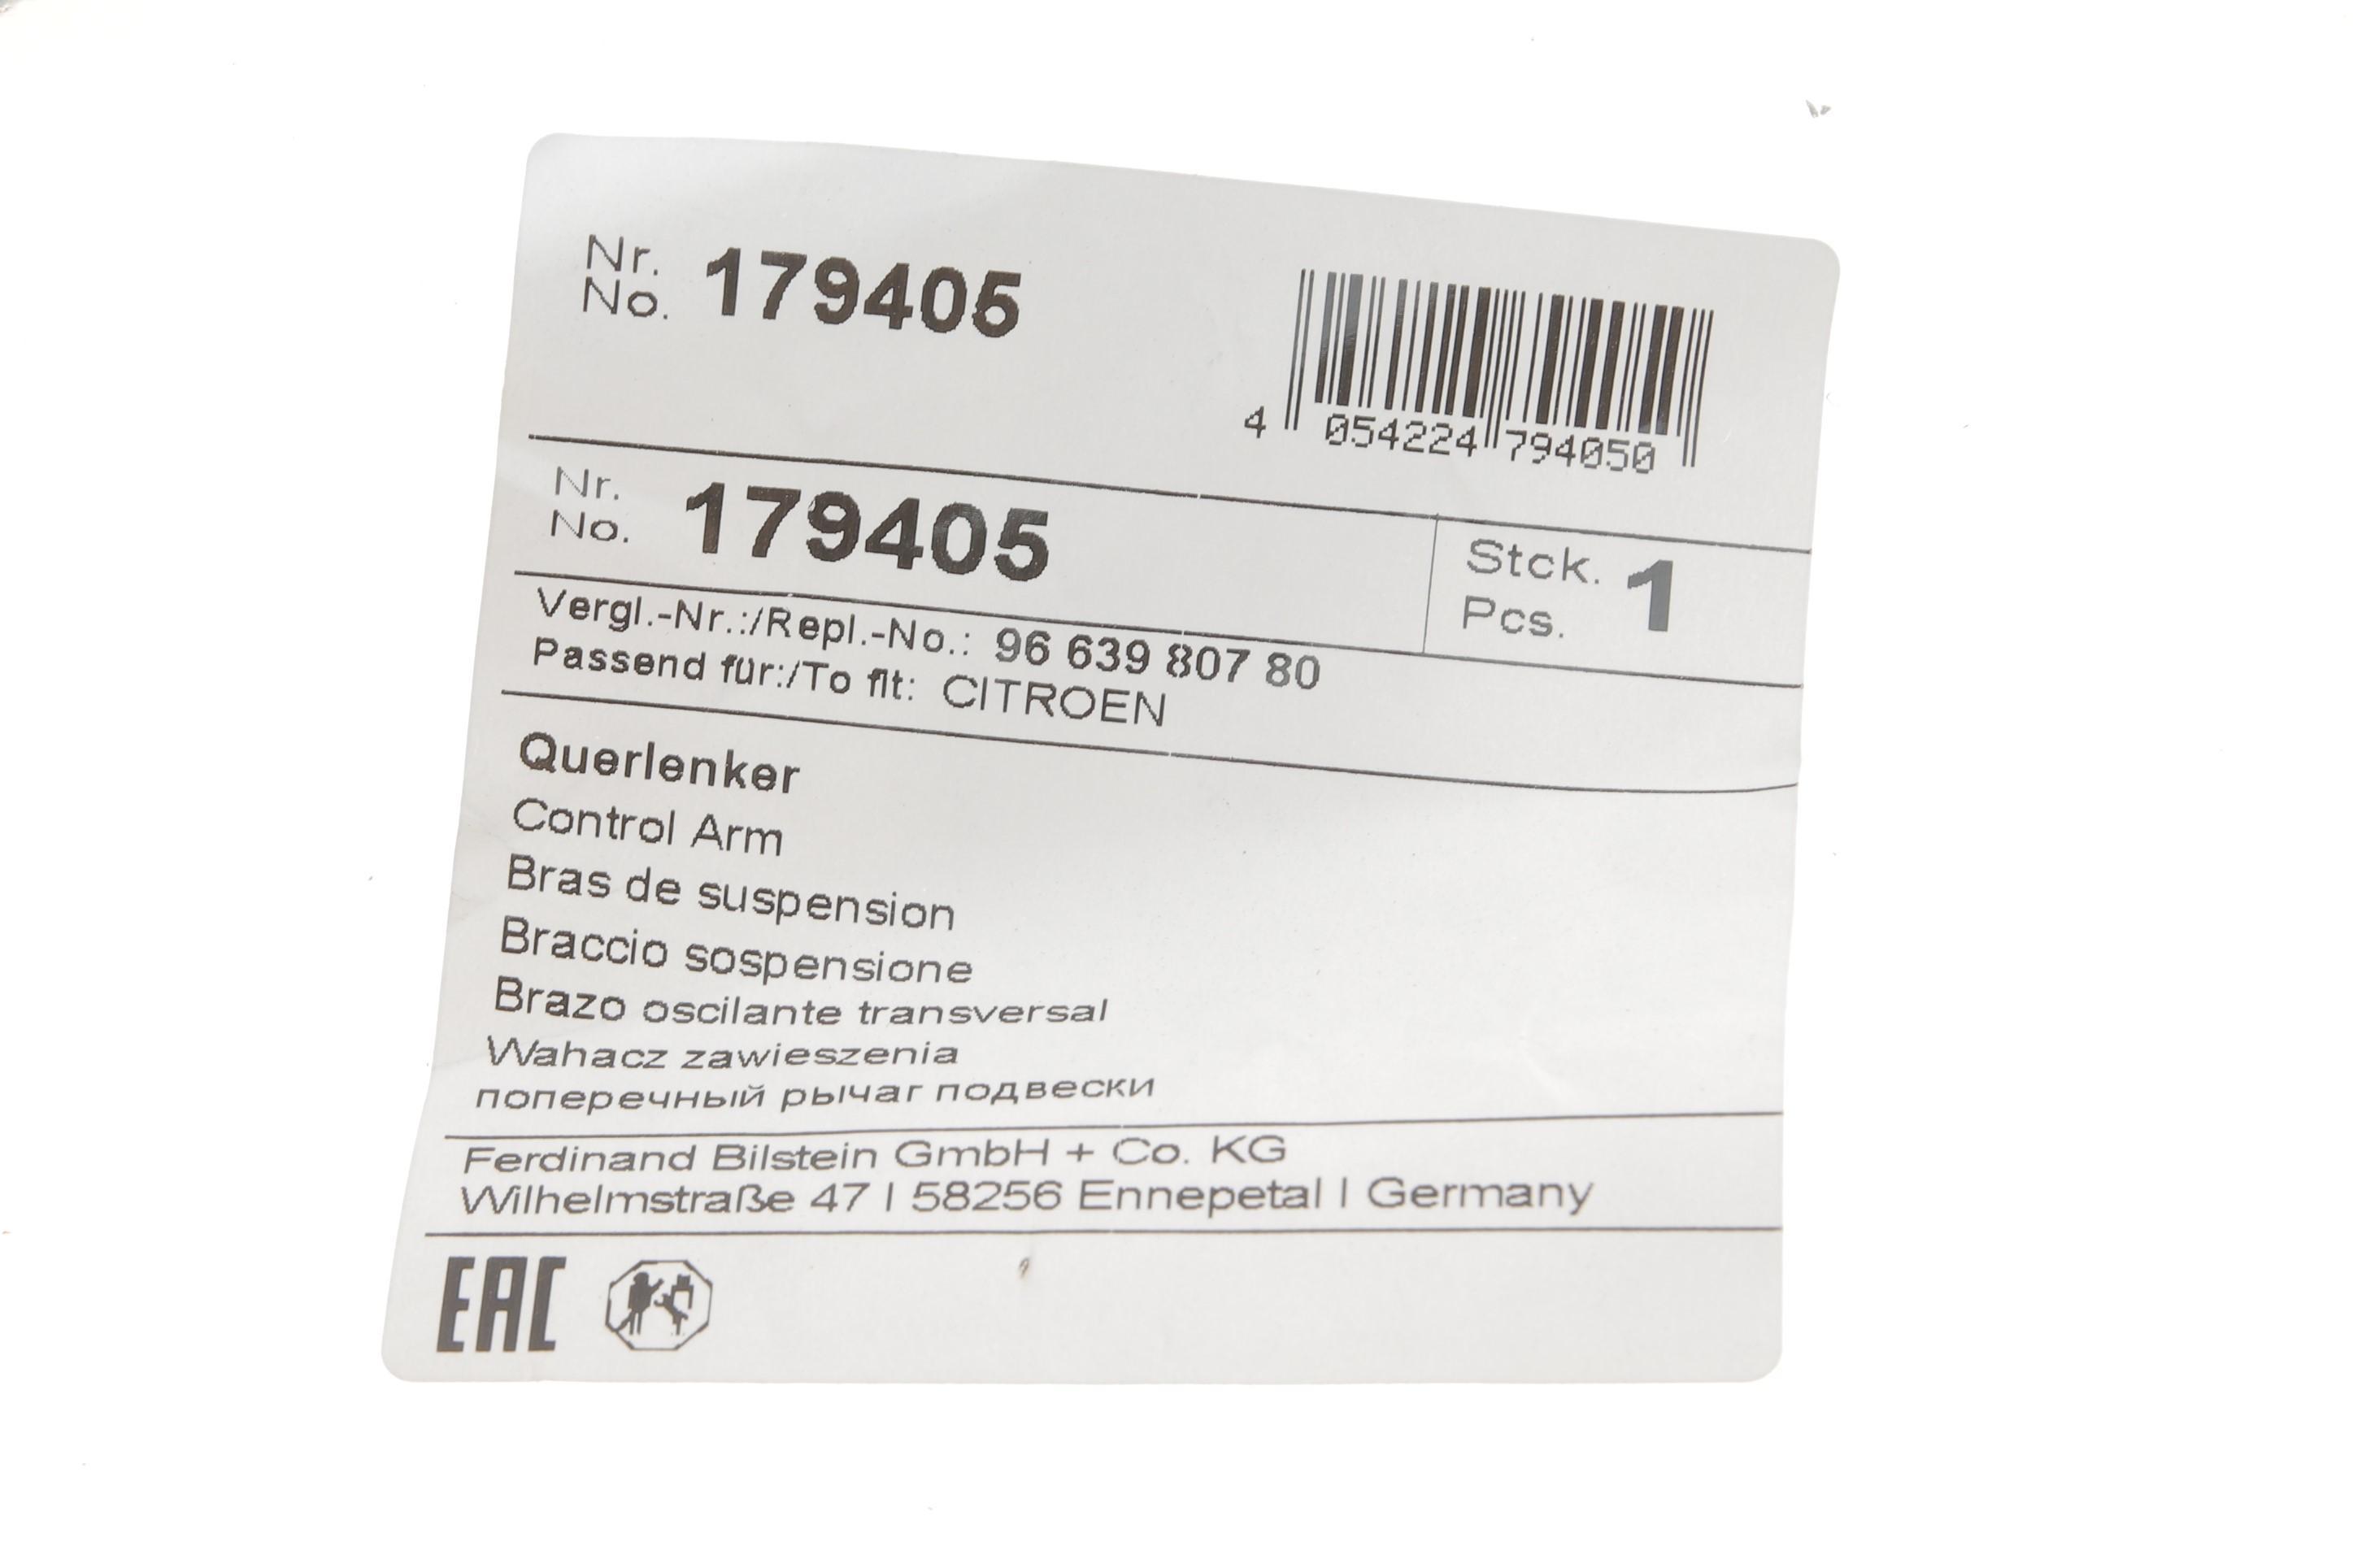 Nr.
No. 179405
4 054224 794050
Nr.
No. 179405
Stck.
Pcs. 1
Vergl.-Nr.:/Repl.-No.: 96 639 807 80
Passend für:/To fit: CITROEN
Querlenker
Control Arm
Bras de suspension
Braccio sospensione
Brazo oscilante transversal
Wahacz zawieszenia
поперечный рычаг подвески
Ferdinand Bilstein GmbH + Co. KG
Wilhelmstraße 47 | 58256 Ennepetal | Germany
EAC